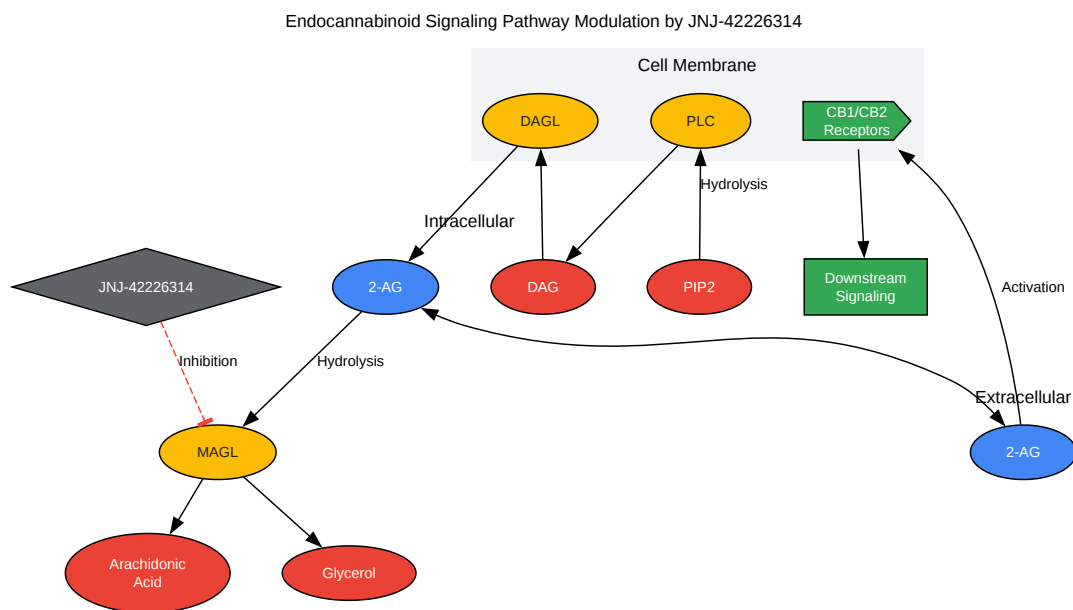 Endocannabinoid Signaling Pathway Modulation by JNJ-42226314
Cell Membrane
DAGL
PLC
CB1/CB2
Receptors
Hydrolysis
Intracellular
JNJ-42226314
2-AG
DAG
PIP2
Downstream
Signaling
Activation
Inhibition
Hydrolysis
Extracellular
MAGL
2-AG
Arachidonic
Acid
Glycerol